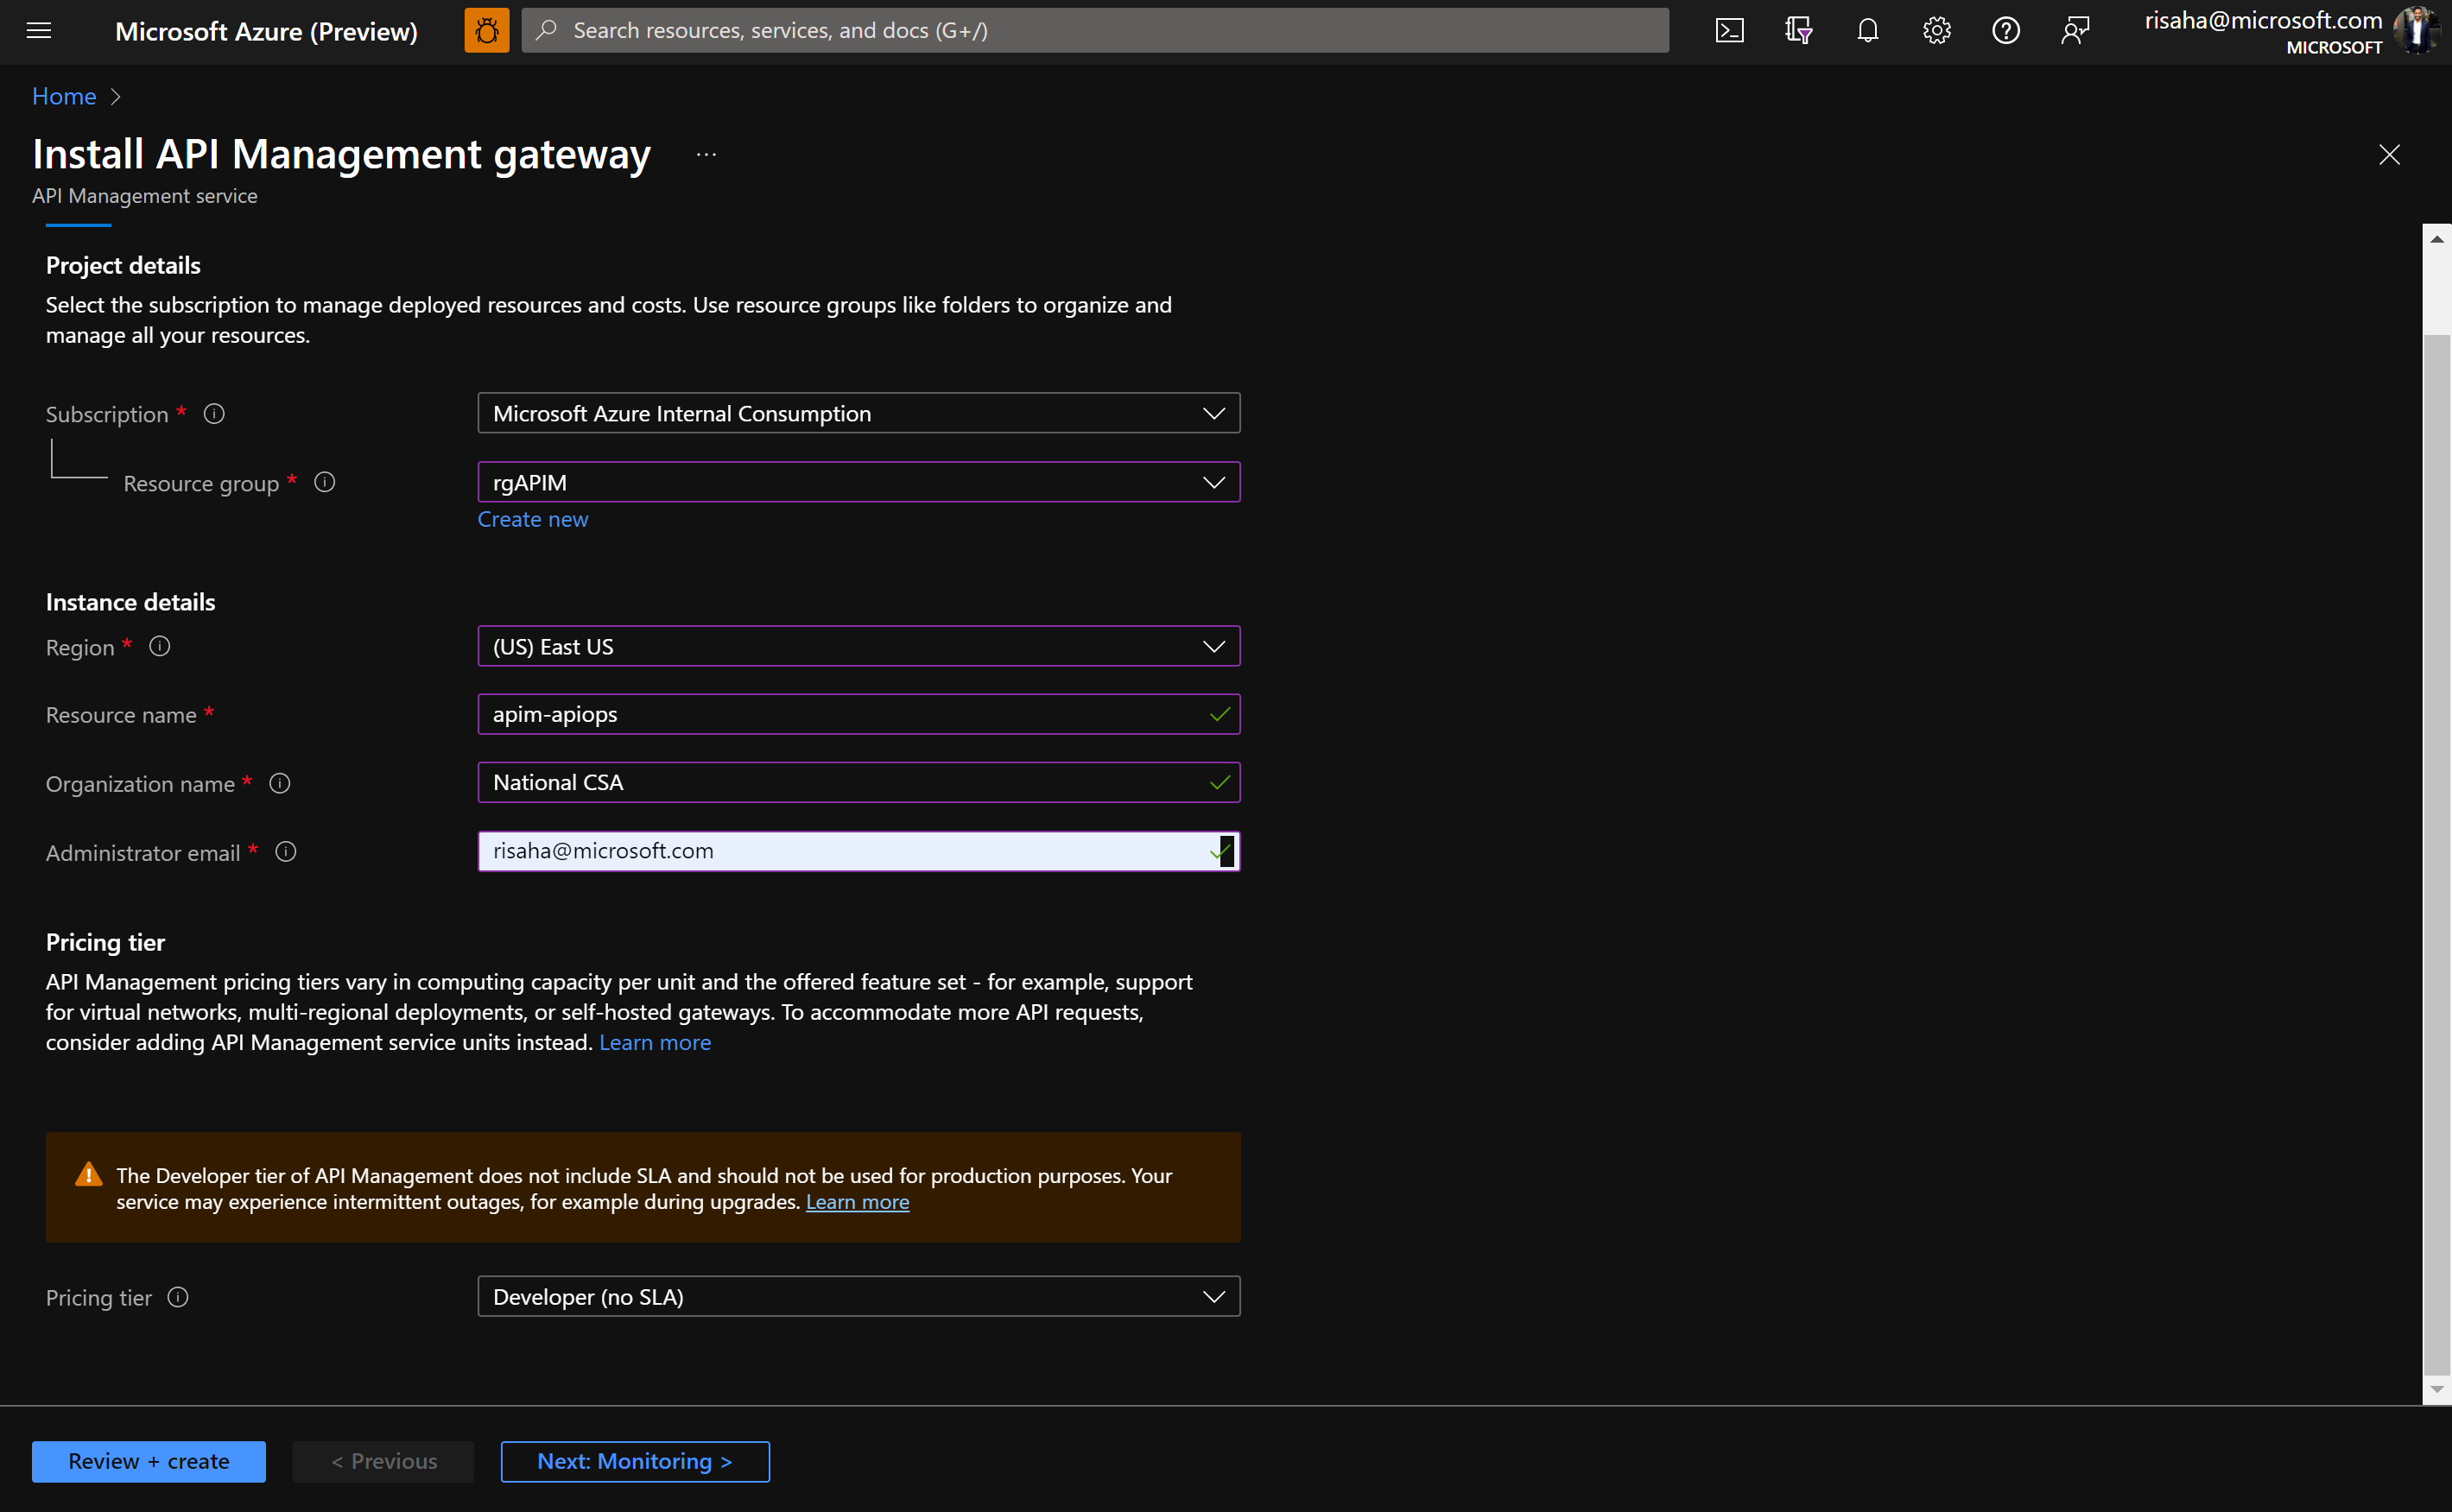 Microsoft Azure (Preview)
Search resources, services, and docs (G+/)
risaha@microsoft.com
MICROSOFT
Home
Install API Management gateway
...
API Management service
Project details
Select the subscription to manage deployed resources and costs. Use resource groups like folders to organize and
manage all your resources.
Subscription *
Microsoft Azure Internal Consumption
Resource group *
rgAPIM
Create new
Instance details
Region *
(US) East US
Resource name *
apim-apiops
Organization name *
National CSA
Administrator email *
risaha@microsoft.com
Pricing tier
API Management pricing tiers vary in computing capacity per unit and the offered feature set - for example, support
for virtual networks, multi-regional deployments, or self-hosted gateways. To accommodate more API requests,
consider adding API Management service units instead. Learn more
The Developer tier of API Management does not include SLA and should not be used for production purposes. Your
service may experience intermittent outages, for example during upgrades. Learn more
Pricing tier
Developer (no SLA)
Review + create
< Previous
Next: Monitoring >